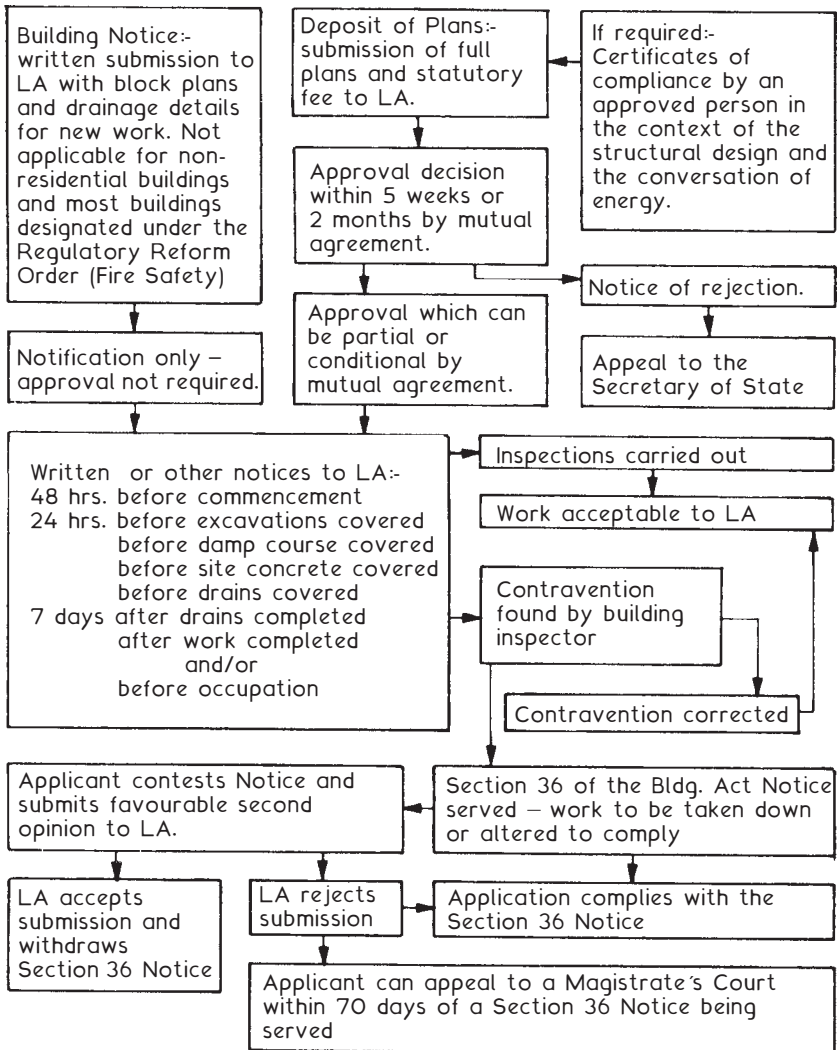 Building Notice:-
written submission to
LA with block plans
and drainage details
for new work. Not
applicable for non-
residential buildings
and most buildings
designated under the
Regulatory Reform
Order (Fire Safety)
Deposit of Plans:-
submission of full
plans and statutory
fee to LA.
If required:-
Certificates of
compliance by an
approved person in
the context of the
structural design and
the conversation of
energy.
Approval decision
within 5 weeks or
2 months by mutual
agreement.
Notice of rejection.
Appeal to the
Secretary of State
Notification only –
approval not required.
Approval which can
be partial or
conditional by
mutual agreement.
Written or other notices to LA:-
48 hrs. before commencement
24 hrs. before excavations covered
before damp course covered
before site concrete covered
before drains covered
7 days after drains completed
after work completed
and/or
before occupation
Inspections carried out
Work acceptable to LA
Contravention
found by building
inspector
Contravention corrected
Applicant contests Notice and
submits favourable second
opinion to LA.
Section 36 of the Bldg. Act Notice
served – work to be taken down
or altered to comply
LA accepts
submission and
withdraws
Section 36 Notice
LA rejects
submission
Application complies with the
Section 36 Notice
Applicant can appeal to a Magistrate's Court
within 70 days of a Section 36 Notice being
served